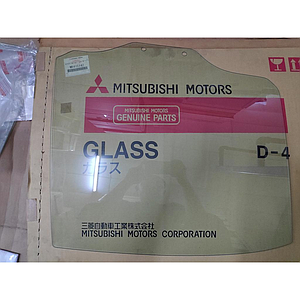 MITSUBISHI MOTORS
MITSUBISHI MOTORS
GENUINE PARTS
GLASS
D-4
ガラス
三菱自動車工業株式会社
MITSUBISHI MOTORS CORPORATION